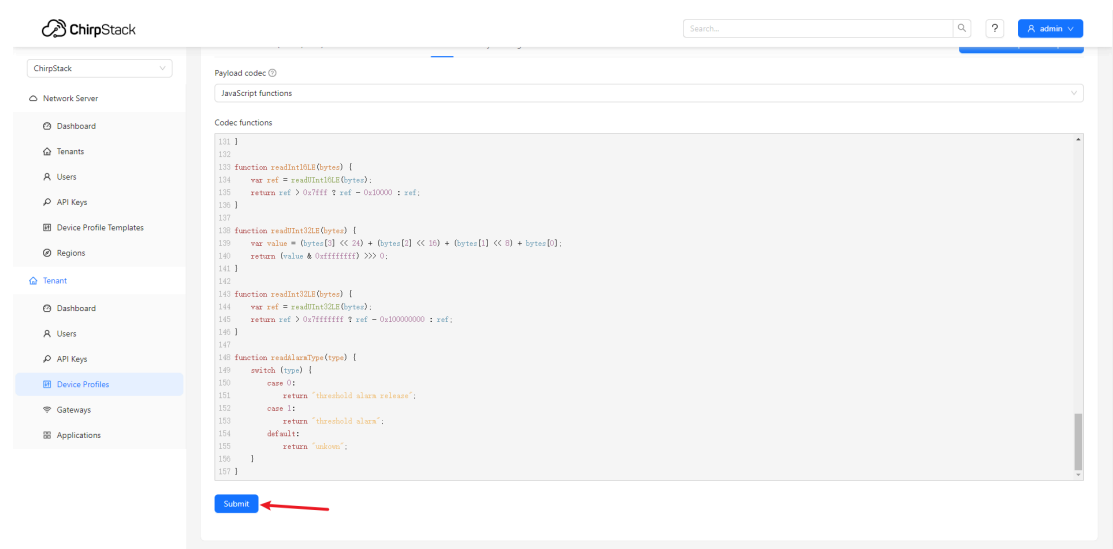 ChirpStack
Search...
?
admin
ChirpStack
Network Server
Dashboard
Tenants
Users
API Keys
Device Profile Templates
Regions
Tenant
Dashboard
Users
API Keys
Device Profiles
Gateways
Applications
Payload codec
JavaScript functions
Codec functions
131 }
132
133 function readInt16LE(bytes) {
134 var ref = readUInt16LE(bytes);
135 return ref > 0x7fff ? ref - 0x10000 : ref;
136 }
137
138 function readUInt32LE(bytes) {
139 var value = (bytes[3] << 24) + (bytes[2] << 16) + (bytes[1] << 8) + bytes[0];
140 return (value & 0xffffffff) >>> 0;
141 }
142
143 function readInt32LE(bytes) {
144 var ref = readUInt32LE(bytes);
145 return ref > 0x7fffffff ? ref - 0x100000000 : ref;
146 }
147
148 function readAlarmType(type) {
149 switch (type) {
150 case 0:
151 return "threshold alarm release";
152 case 1:
153 return "threshold alarm";
154 default:
155 return "unkown";
156 }
157 }
Submit